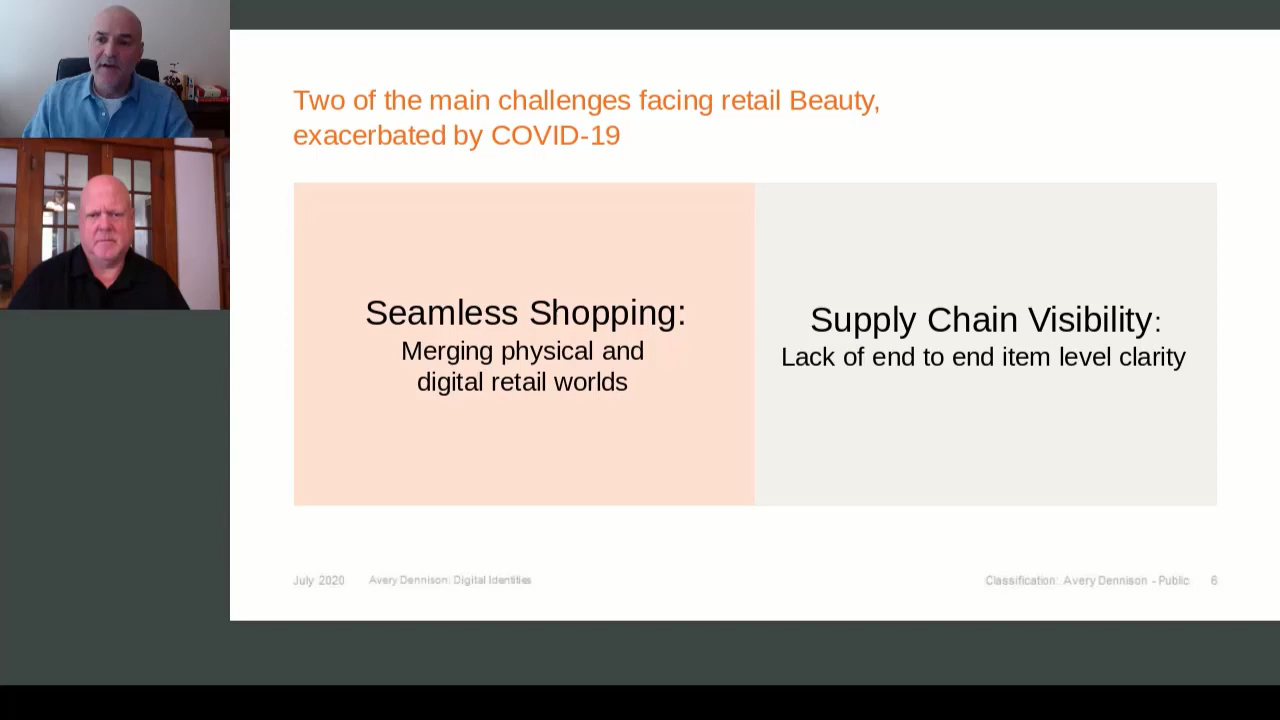 Two of the main challenges facing retail Beauty,
exacerbated by COVID-19
Seamless Shopping:
Merging physical and
digital retail worlds
Supply Chain Visibility:
Lack of end to end item level clarity
July 2020 Avery Dennison: Digital Identities
Classification: Avery Dennison - Public 6